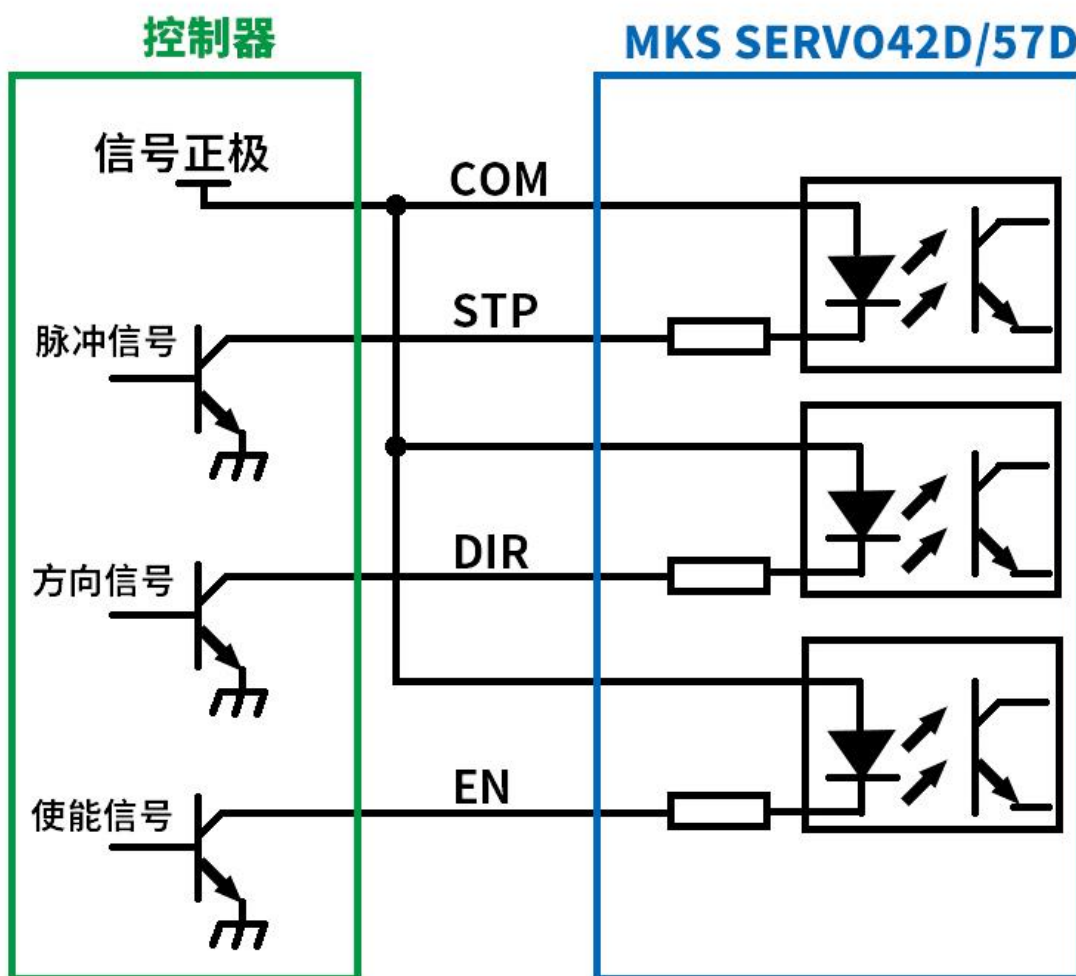 控制器
MKS SERVO42D/57D
信号正极
COM
脉冲信号
STP
方向信号
DIR
使能信号
EN